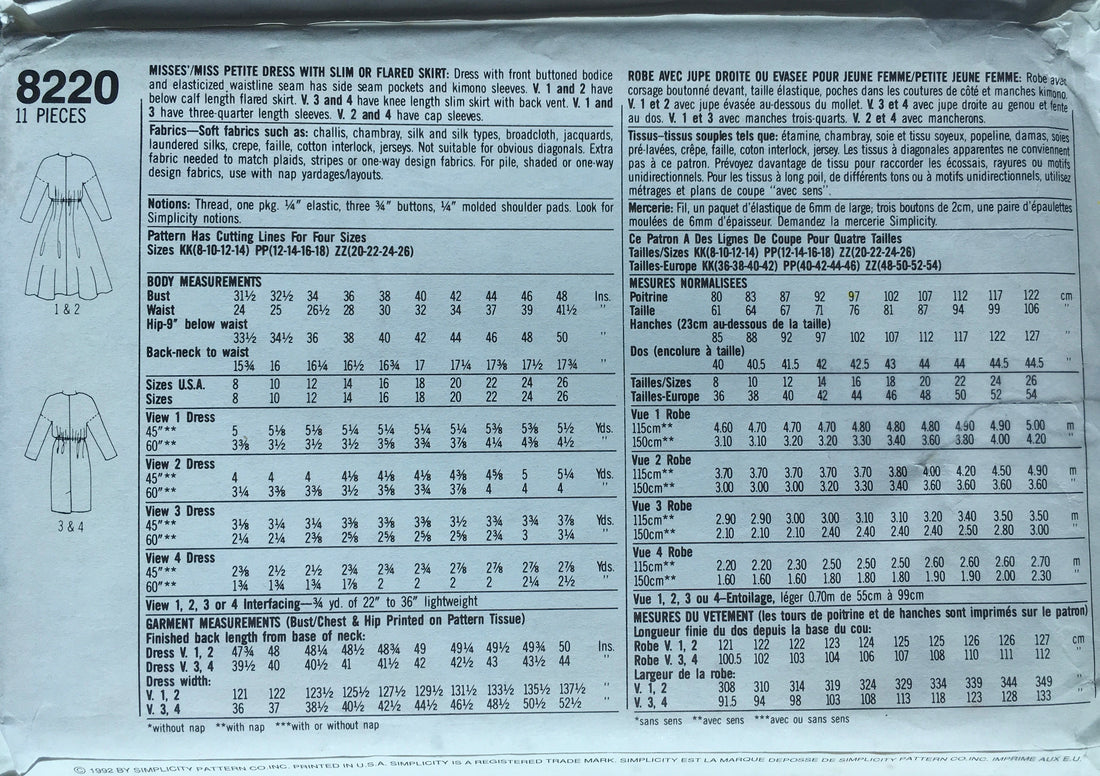 8220
11 PIECES
1 & 2
3 & 4
MISSES'/MISS PETITE DRESS WITH SLIM OR FLARED SKIRT: Dress with front buttoned bodice
and elasticized waistline seam has side seam pockets and kimono sleeves. V. 1 and 2 have
below calf length flared skirt. V. 3 and 4 have knee length slim skirt with back vent. V. 1 and
3 have three-quarter length sleeves. V. 2 and 4 have cap sleeves.
Fabrics–Soft fabrics such as: challis, chambray, silk and silk types, broadcloth, jacquards,
laundered silks, crepe, faille, cotton interlock, jerseys. Not suitable for obvious diagonals. Extra
fabric needed to match plaids, stripes or one-way design fabrics. For pile, shaded or one-way
design fabrics, use with nap yardages/layouts.
Notions: Thread, one pkg. ¼" elastic, three ¾" buttons, ¼" molded shoulder pads. Look for
Simplicity notions.
Pattern Has Cutting Lines For Four Sizes
Sizes KK(8-10-12-14) PP(12-14-16-18) ZZ(20-22-24-26)
BODY MEASUREMENTS
Bust 31½ 32½ 34 36 38 40 42 44 46 48 Ins.
Waist 24 25 26½ 28 30 32 34 37 39 41½ "
Hip-9" below waist
33½ 34½ 36 38 40 42 44 46 48 50 "
Back-neck to waist
15¾ 16 16¼ 16½ 16¾ 17 17¼ 17⅜ 17½ 17¾ "
Sizes U.S.A. 8 10 12 14 16 18 20 22 24 26
Sizes 8 10 12 14 16 18 20 22 24 26
View 1 Dress
45"** 5 5⅛ 5⅛ 5¼ 5¼ 5¼ 5¼ 5⅜ 5⅜ 5½ Yds.
60"** 3⅜ 3½ 3½ 3½ 3⅝ 3¾ 3⅞ 4¼ 4⅜ 4½ "
View 2 Dress
45"** 4 4 4 4⅛ 4⅛ 4⅛ 4⅜ 4⅝ 5 5¼ Yds.
60"** 3¼ 3⅜ 3⅜ 3½ 3⅝ 3¾ 3⅞ 4 4 4 "
View 3 Dress
45"** 3⅛ 3¼ 3¼ 3⅜ 3⅜ 3⅜ 3½ 3¾ 3¾ 3⅞ Yds.
60"** 2¼ 2¼ 2⅜ 2⅝ 2⅝ 2⅝ 2⅝ 2¾ 3 3¼ "
View 4 Dress
45"** 2⅜ 2½ 2½ 2¾ 2¾ 2¾ 2⅞ 2⅞ 2⅞ 2⅞ Yds.
60"** 1¾ 1¾ 1¾ 1⅞ 2 2 2 2 2¼ 2½ "
View 1, 2, 3 or 4 Interfacing–¾ yd. of 22" to 36" lightweight
GARMENT MEASUREMENTS (Bust/Chest & Hip Printed on Pattern Tissue)
Finished back length from base of neck:
Dress V. 1, 2 47¾ 48 48¼ 48½ 48¾ 49 49¼ 49½ 49¾ 50 Ins.
Dress V. 3, 4 39½ 40 40½ 41 41½ 42 42½ 43 43½ 44 "
Dress width:
V. 1, 2 121 122 123½ 125½ 127½ 129½ 131½ 133½ 135½ 137½ "
V. 3, 4 36 37 38½ 40½ 42½ 44½ 46½ 48½ 50½ 52½ "
*without nap **with nap ***with or without nap
ROBE AVEC JUPE DROITE OU EVASEE POUR JEUNE FEMME/PETITE JEUNE FEMME: Robe avec
corsage boutonné devant, taille élastique, poches dans les coutures de côté et manches kimono.
V. 1 et 2 avec jupe évasée au-dessous du mollet. V. 3 et 4 avec jupe droite au genou et fente
au dos. V. 1 et 3 avec manches trois-quarts. V. 2 et 4 avec mancherons.
Tissus–tissus souples tels que: étamine, chambray, soie et tissu soyeux, popeline, damas, soies
pré-lavées, crêpe, faille, coton interlock, jersey. Les tissus à diagonales apparentes ne conviennent
pas à ce patron. Prévoyez davantage de tissu pour raccorder les écossais, rayures ou motifs
unidirectionnels. Pour les tissus à long poil, de différents tons ou à motifs unidirectionnels, utilisez
métrages et plans de coupe "avec sens".
Mercerie: Fil, un paquet d'élastique de 6mm de large; trois boutons de 2cm, une paire d'épaulettes
moulées de 6mm d'épaisseur. Demandez la mercerie Simplicity.
Ce Patron A Des Lignes De Coupe Pour Quatre Tailles
Tailles/Sizes KK(8-10-12-14) PP(12-14-16-18) ZZ(20-22-24-26)
Tailles-Europe KK(36-38-40-42) PP(40-42-44-46) ZZ(48-50-52-54)
MESURES NORMALISEES
Poitrine 80 83 87 92 97 102 107 112 117 122 cm
Taille 61 64 67 71 76 81 87 94 99 106 "
Hanches (23cm au-dessous de la taille)
85 88 92 97 102 107 112 117 122 127 "
Dos (encolure à taille)
40 40.5 41.5 42 42.5 43 44 44 44.5 44.5 "
Tailles/Sizes 8 10 12 14 16 18 20 22 24 26
Tailles-Europe 36 38 40 42 44 46 48 50 52 54
Vue 1 Robe
115cm** 4.60 4.70 4.70 4.70 4.80 4.80 4.80 4.90 4.90 5.00 m
150cm** 3.10 3.10 3.20 3.20 3.30 3.40 3.60 3.80 4.00 4.20 "
Vue 2 Robe
115cm** 3.70 3.70 3.70 3.70 3.70 3.80 4.00 4.20 4.50 4.90 m
150cm** 3.00 3.00 3.00 3.20 3.30 3.40 3.60 3.60 3.60 3.60 "
Vue 3 Robe
115cm** 2.90 2.90 3.00 3.00 3.10 3.10 3.20 3.40 3.50 3.50 m
150cm** 2.10 2.10 2.10 2.40 2.40 2.40 2.40 2.50 2.80 3.00 "
Vue 4 Robe
115cm** 2.20 2.20 2.30 2.50 2.50 2.50 2.60 2.60 2.60 2.70 m
150cm** 1.60 1.60 1.60 1.80 1.80 1.80 1.90 1.90 2.00 2.30 "
Vue 1, 2, 3 ou 4–Entoilage, léger 0.70m de 55cm à 99cm
MESURES DU VETEMENT (les tours de poitrine et de hanches sont imprimés sur le patron)
Longueur finie du dos depuis la base du cou:
Robe V. 1, 2 121 122 122 123 124 125 125 126 126 127 cm
Robe V. 3, 4 100.5 102 103 104 106 107 108 110 111 112 "
Largeur de la robe:
V. 1, 2 308 310 314 319 324 329 334 339 344 349 "
V. 3, 4 91.5 94 98 103 108 113 118 123 128 133 "
*sans sens **avec sens ***avec ou sans sens
© 1992 BY SIMPLICITY PATTERN CO.INC. PRINTED IN U.S.A. SIMPLICITY IS A REGISTERED TRADE MARK. SIMPLICITY EST LA MARQUE DEPOSEE DE SIMPLICITY PATTERN CO.INC. IMPRIME AUX E.U.